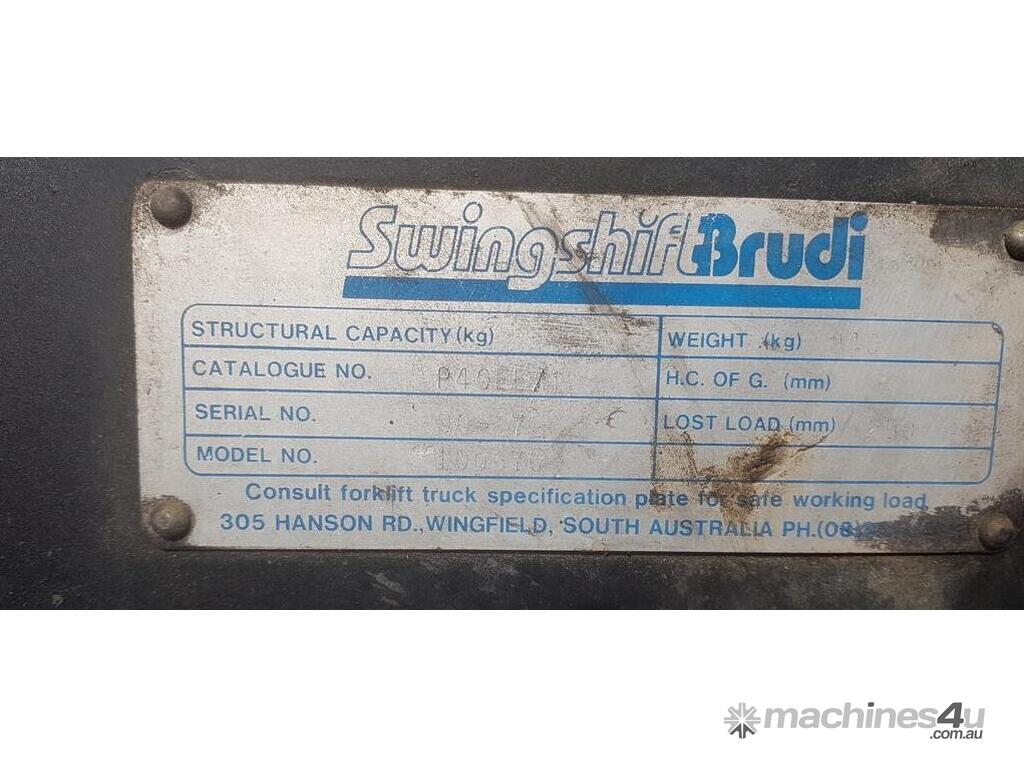 Swingshift Brudi
STRUCTURAL CAPACITY (kg)
WEIGHT (kg)
CATALOGUE NO.
H.C. OF G. (mm)
SERIAL NO.
LOST LOAD (mm)
MODEL NO.
Consult forklift truck specification plate for safe working load
305 HANSON RD., WINGFIELD, SOUTH AUSTRALIA PH.(08)
machines4u
.com.au